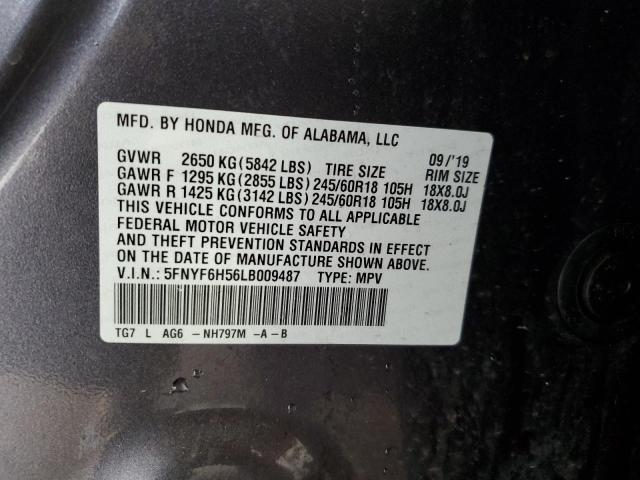 MFD. BY HONDA MFG. OF ALABAMA, LLC
GVWR 2650 KG(5842 LBS) TIRE SIZE 09/'19 RIM SIZE
GAWR F 1295 KG(2855 LBS) 245/60R18 105H 18X8.0J
GAWR R 1425 KG(3142 LBS) 245/60R18 105H 18X8.0J
THIS VEHICLE CONFORMS TO ALL APPLICABLE
FEDERAL MOTOR VEHICLE SAFETY
AND THEFT PREVENTION STANDARDS IN EFFECT
ON THE DATE OF MANUFACTURE SHOWN ABOVE.
V.I.N.: 5FNYF6H56LB009487 TYPE: MPV
TG7 L AG6 -NH797M -A-B